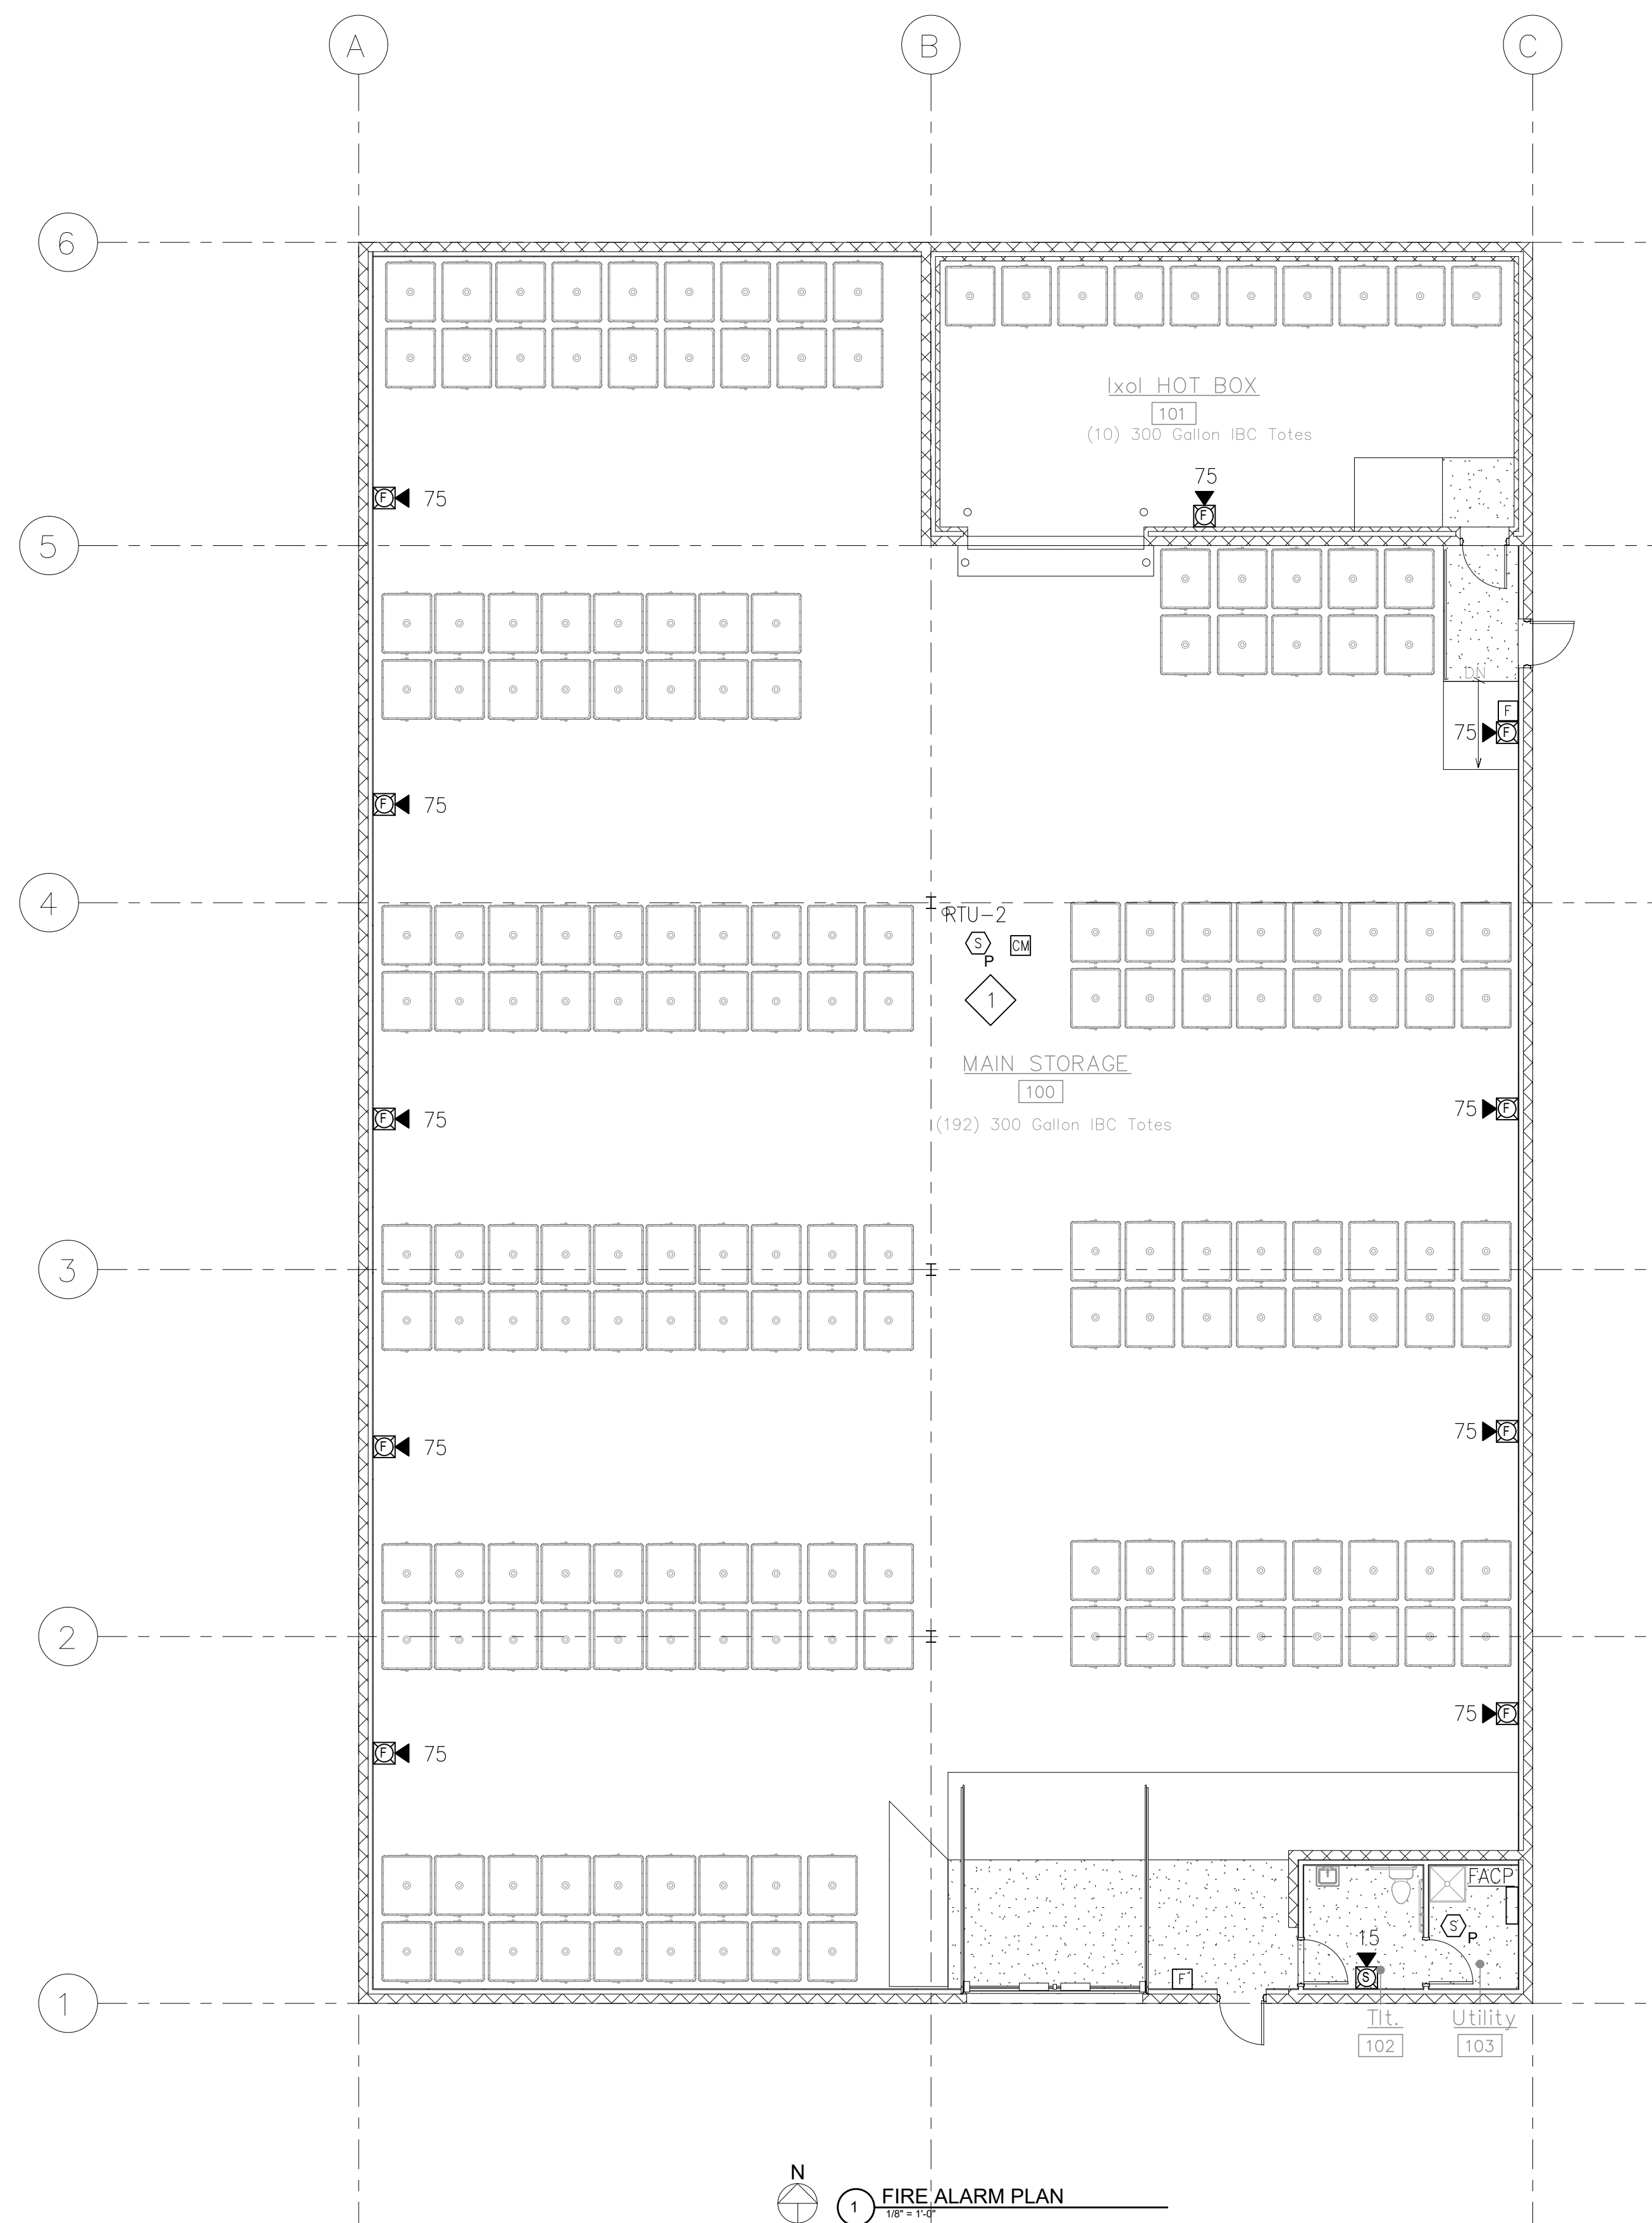 A
B
C
6
Ixol HOT BOX
101
(10) 300 Gallon IBC Totes
75
F
F
75
5
DN
F
75
F
F
75
4
RTU-2
S
CM
P
1
MAIN STORAGE
100
(192) 300 Gallon IBC Totes
75
F
F
75
3
75
F
F
75
2
75
F
F
75
FACP
S
P
15
S
F
1
Tlt.
102
Utility
103
N
1
FIRE ALARM PLAN
1/8" = 1'-0"